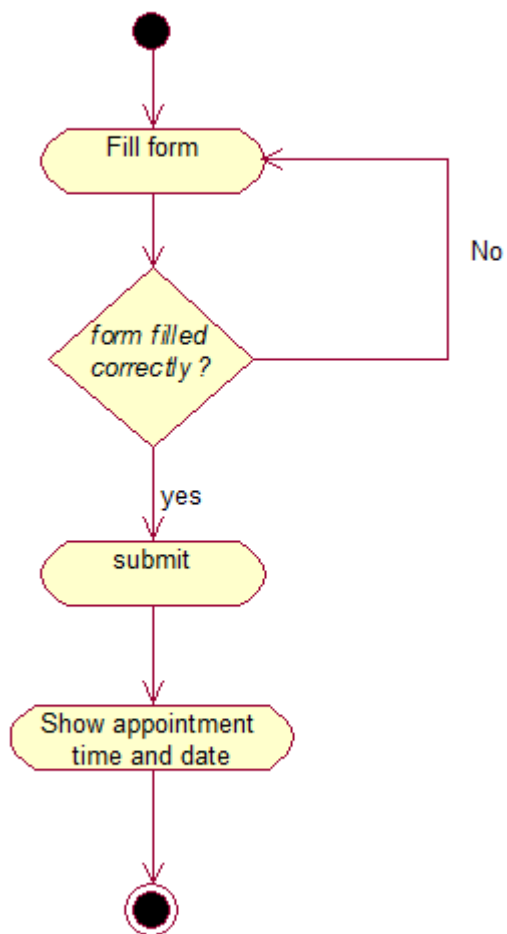 Fill form
No
form filled
correctly ?
yes
submit
Show appointment
time and date